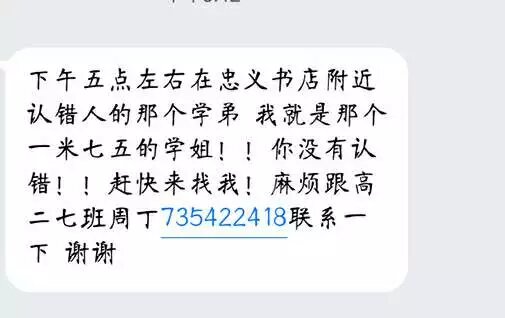 下午五点左右在忠义书店附近
认错人的那个学弟 我就是那个
一米七五的学姐！！你没有认
错！！赶快来找我！麻烦跟高
二七班周丁735422418联系一
下 谢谢